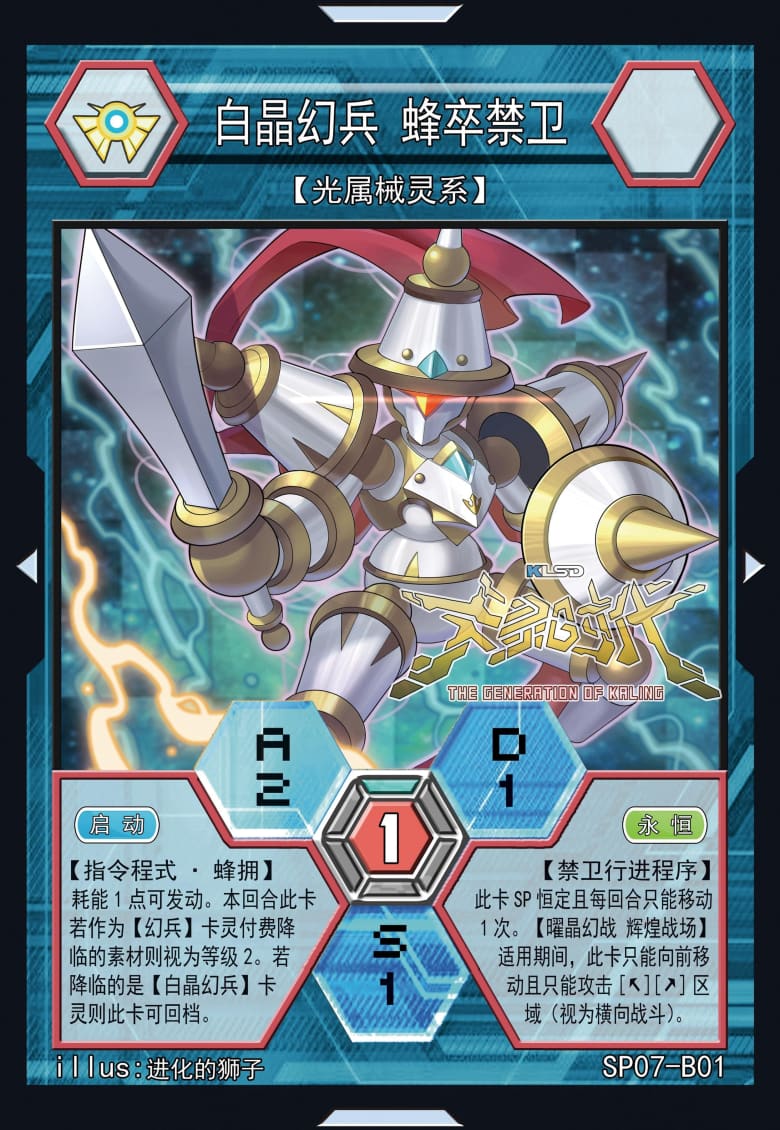 白晶幻兵 蜂卒禁卫
【光属械灵系】
KLSD
THE GENERATION OF KALING
A
2
D
1
1
S
1
启动
【指令程式 · 蜂拥】
耗能1点可发动。本回合此卡
若作为【幻兵】卡灵付费降
临的素材则视为等级2。若
降临的是【白晶幻兵】卡
灵则此卡可回档。
永恒
【禁卫行进程序】
此卡SP恒定且每回合只能移动
1次。【曜晶幻战 辉煌战场】
适用期间，此卡只能向前移
动且只能攻击[↖][↗]区
域（视为横向战斗）。
illus:进化的狮子
SP07-B01